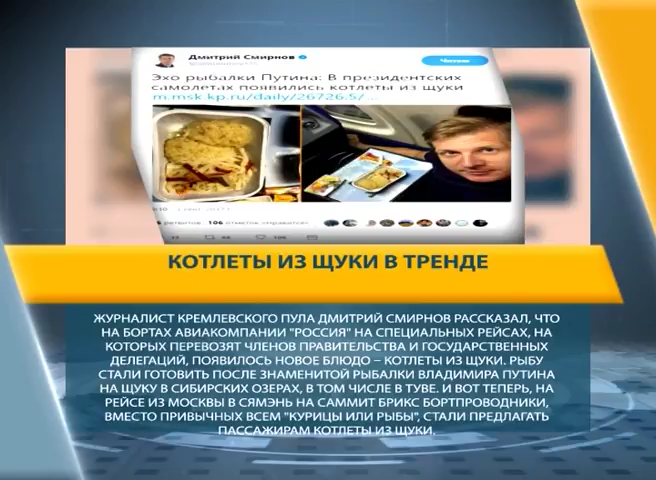 Дмитрий Смирнов
Читаю
Эхо рыбалки Путина: В президентских
самолетах появились котлеты из щуки
m.msk.kp.ru/daily/26726.5/...
106
КОТЛЕТЫ ИЗ ЩУКИ В ТРЕНДЕ
ЖУРНАЛИСТ КРЕМЛЕВСКОГО ПУЛА ДМИТРИЙ СМИРНОВ РАССКАЗАЛ, ЧТО
НА БОРТАХ АВИАКОМПАНИИ "РОССИЯ" НА СПЕЦИАЛЬНЫХ РЕЙСАХ, НА
КОТОРЫХ ПЕРЕВОЗЯТ ЧЛЕНОВ ПРАВИТЕЛЬСТВА И ГОСУДАРСТВЕННЫХ
ДЕЛЕГАЦИЙ, ПОЯВИЛОСЬ НОВОЕ БЛЮДО – КОТЛЕТЫ ИЗ ЩУКИ. РЫБУ
СТАЛИ ГОТОВИТЬ ПОСЛЕ ЗНАМЕНИТОЙ РЫБАЛКИ ВЛАДИМИРА ПУТИНА
НА ЩУКУ В СИБИРСКИХ ОЗЕРАХ, В ТОМ ЧИСЛЕ В ТУВЕ. И ВОТ ТЕПЕРЬ, НА
РЕЙСЕ ИЗ МОСКВЫ В СЯМЭНЬ НА САММИТ БРИКС БОРТПРОВОДНИКИ,
ВМЕСТО ПРИВЫЧНЫХ ВСЕМ "КУРИЦЫ ИЛИ РЫБЫ", СТАЛИ ПРЕДЛАГАТЬ
ПАССАЖИРАМ КОТЛЕТЫ ИЗ ЩУКИ.